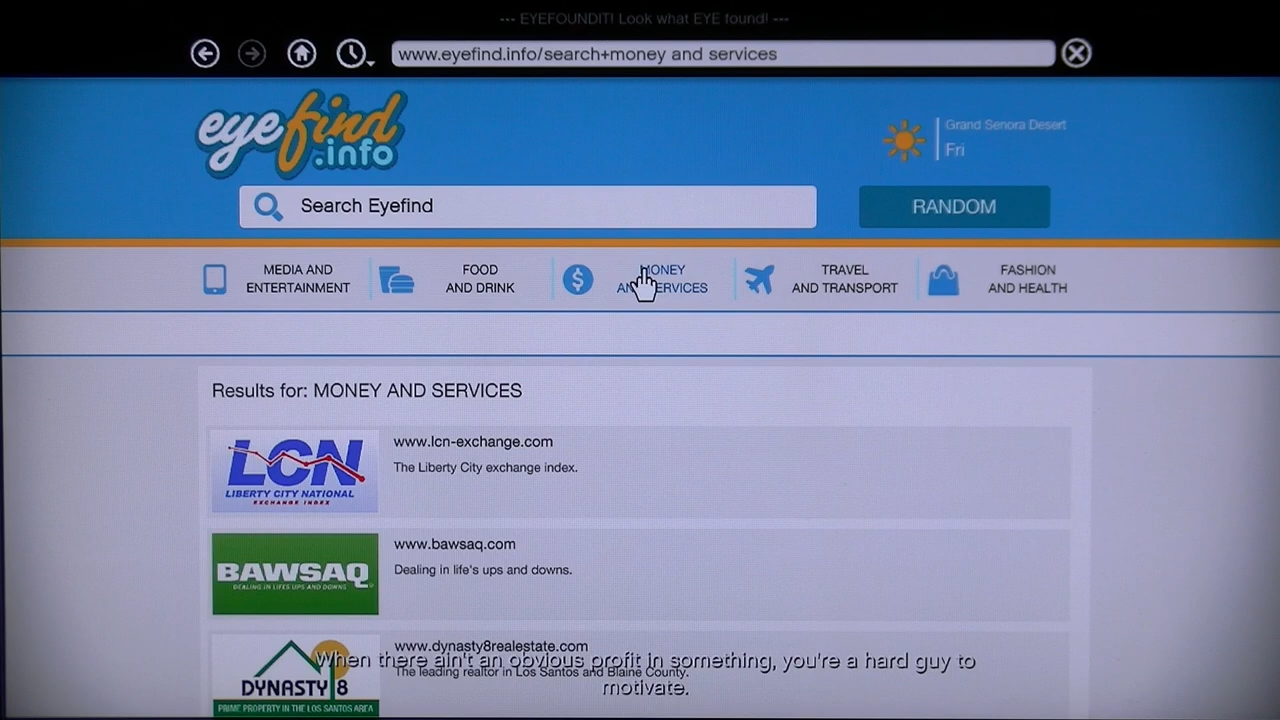 --- EYEFOUNDIT! Look what EYE found! ---
www.eyefind.info/search+money and services
eyefind
.info
Grand Senora Desert
Fri
Search Eyefind
RANDOM
MEDIA AND
ENTERTAINMENT
FOOD
AND DRINK
MONEY
AND SERVICES
TRAVEL
AND TRANSPORT
FASHION
AND HEALTH
Results for: MONEY AND SERVICES
LCN
LIBERTY CITY NATIONAL
EXCHANGE INDEX
www.lcn-exchange.com
The Liberty City exchange index.
BAWSAQ
DEALING IN LIFE'S UPS AND DOWNS
www.bawsaq.com
Dealing in life's ups and downs.
DYNASTY 8
PRIME PROPERTY IN THE LOS SANTOS AREA
www.dynasty8realestate.com
The leading realtor in Los Santos and Blaine County.
When there ain't an obvious profit in something, you're a hard guy to
motivate.